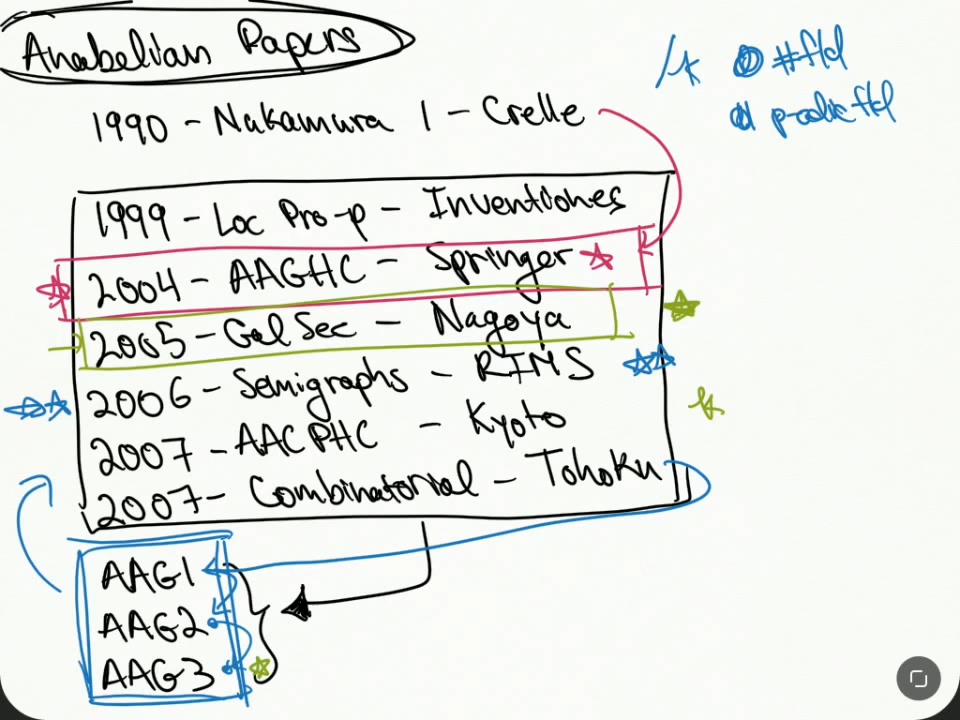 Anabelian Papers
/k @ #fld
@ p-adic fld
1990 - Nakamura 1 - Crelle
1999 - Loc Pro-p - Inventiones
2004 - AAGHC - Springer
2005 - Gal Sec - Nagoya
2006 - Semigraphs - RIMS
2007 - AACPHC - Kyoto
2007 - Combinatorial - Tohoku
AAG1
AAG2
AAG3